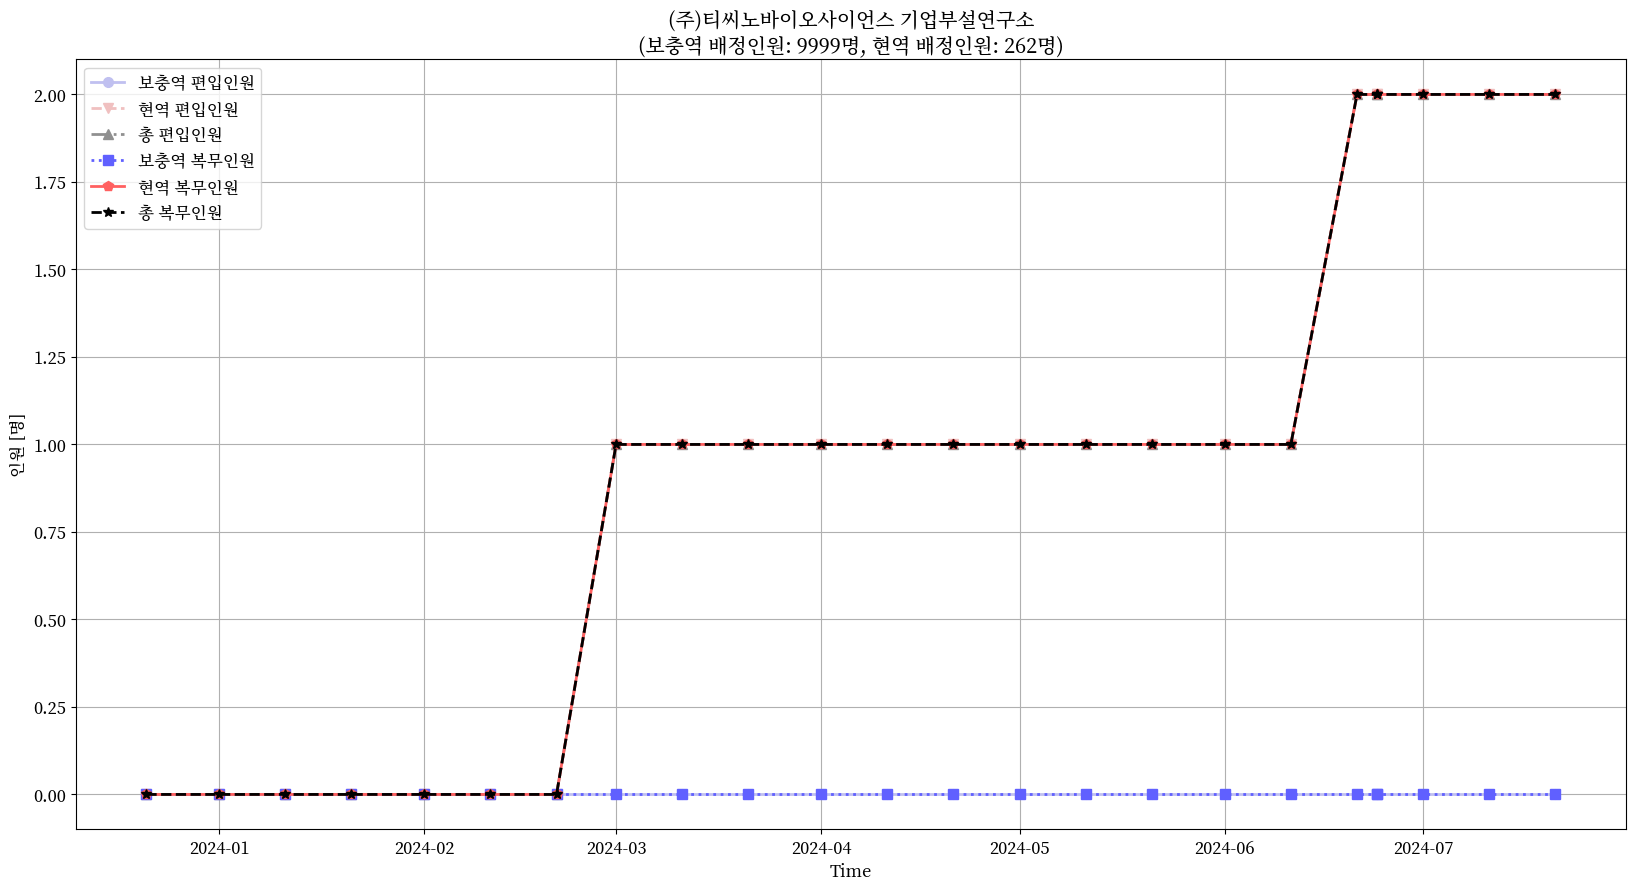 (주)티씨노바이오사이언스 기업부설연구소
(보충역 배정인원: 9999명, 현역 배정인원: 262명)
보충역 편입인원
현역 편입인원
총 편입인원
보충역 복무인원
현역 복무인원
총 복무인원
인원 [명]
2.00
1.75
1.50
1.25
1.00
0.75
0.50
0.25
0.00
2024-01
2024-02
2024-03
2024-04
2024-05
2024-06
2024-07
Time